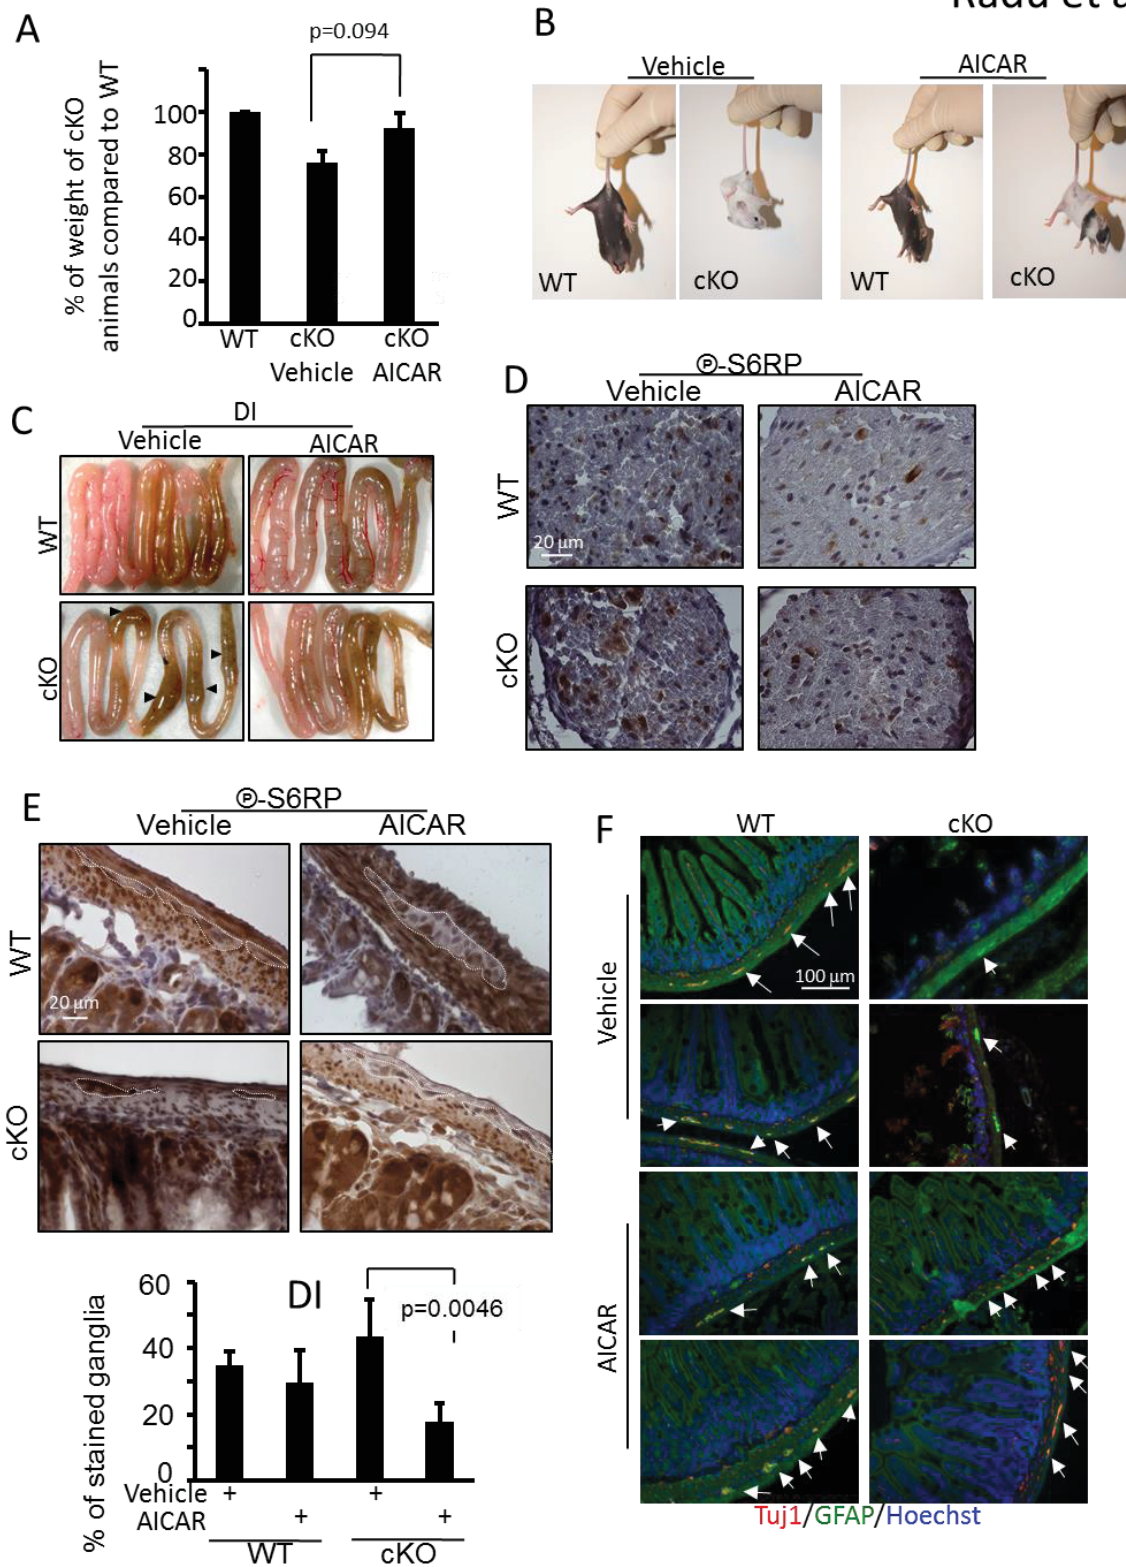 Radu et a
A
p=0.094
% of weight of cKO
animals compared to WT
100
80
60
40
20
0
WT
cKO
cKO
Vehicle
AICAR
B
Vehicle
AICAR
WT
cKO
WT
cKO
C
DI
Vehicle
AICAR
WT
cKO
D
Ⓟ-S6RP
Vehicle
AICAR
WT
20 µm
cKO
E
Ⓟ-S6RP
Vehicle
AICAR
WT
20 µm
cKO
% of stained ganglia
60
40
20
0
DI
p=0.0046
Vehicle + +
AICAR + +
WT
cKO
F
WT
cKO
Vehicle
100 µm
AICAR
Tuj1/GFAP/Hoechst